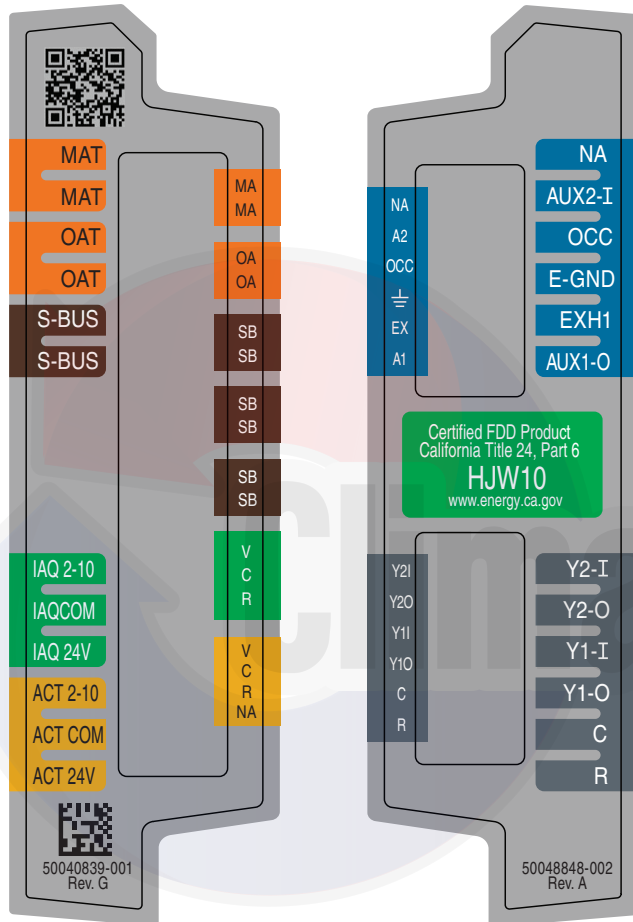 MAT
MAT
OAT
OAT
S-BUS
S-BUS
IAQ 2-10
IAQCOM
IAQ 24V
ACT 2-10
ACT COM
ACT 24V
50040839-001
Rev. G
MA
MA
OA
OA
SB
SB
SB
SB
SB
SB
V
C
R
V
C
R
NA
NA
A2
OCC
EX
A1
Y2I
Y2O
Y1I
Y1O
C
R
Certified FDD Product
California Title 24, Part 6
HJW10
www.energy.ca.gov
NA
AUX2-I
OCC
E-GND
EXH1
AUX1-O
Y2-I
Y2-O
Y1-I
Y1-O
C
R
50048848-002
Rev. A
Clima